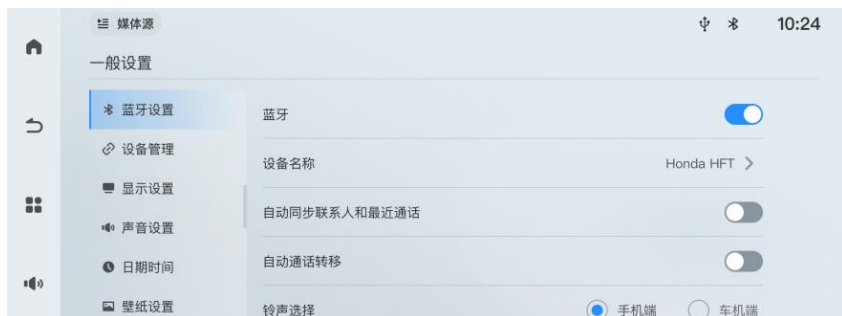 媒体源
10:24
一般设置
蓝牙设置
设备管理
显示设置
声音设置
日期时间
壁纸设置
蓝牙
设备名称 Honda HFT
自动同步联系人和最近通话
自动通话转移
铃声选择 手机端 车机端